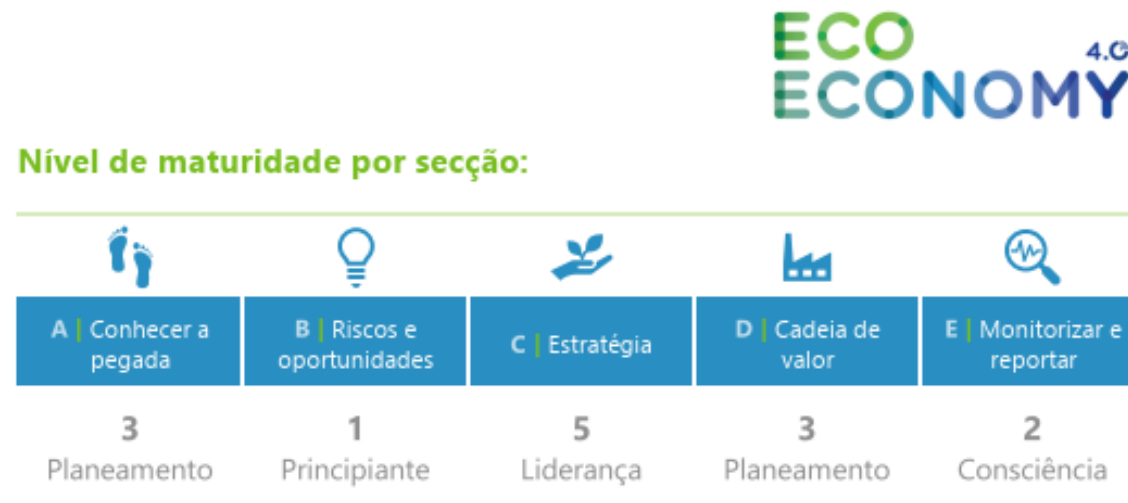 ECO
ECONOMY 4.0
Nível de maturidade por secção:
A | Conhecer a
pegada
B | Riscos e
oportunidades
C | Estratégia
D | Cadeia de
valor
E | Monitorizar e
reportar
3
Planeamento
1
Principiante
5
Liderança
3
Planeamento
2
Consciência